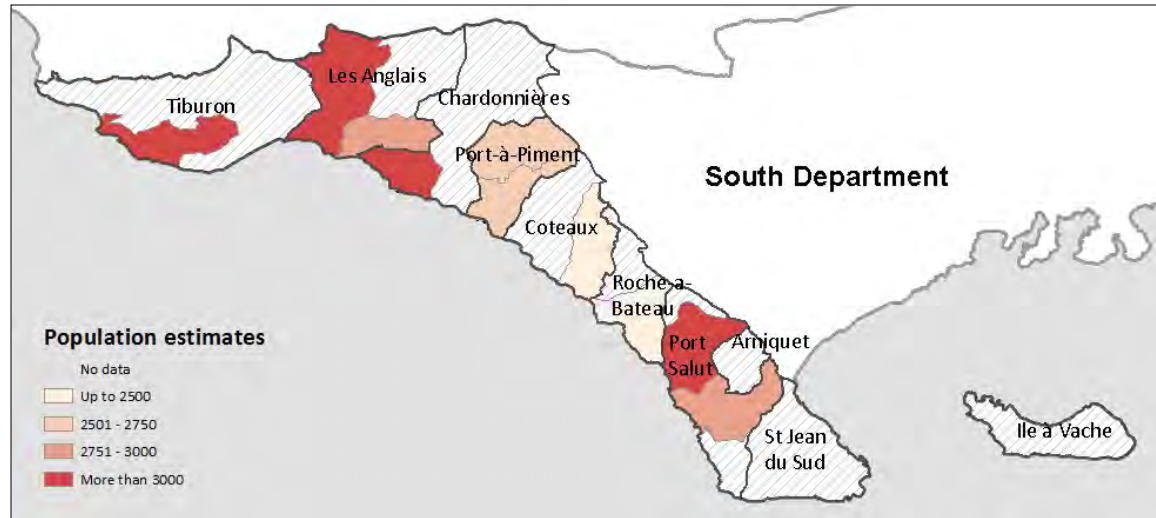 Les Anglais
Tiburon
Chardonnières
Port-à-Piment
South Department
Coteaux
Roche-a-
Bateau
Port
Salut
Arniquet
St Jean
du Sud
Ile à Vache
Population estimates
No data
Up to 2500
2501 - 2750
2751 - 3000
More than 3000